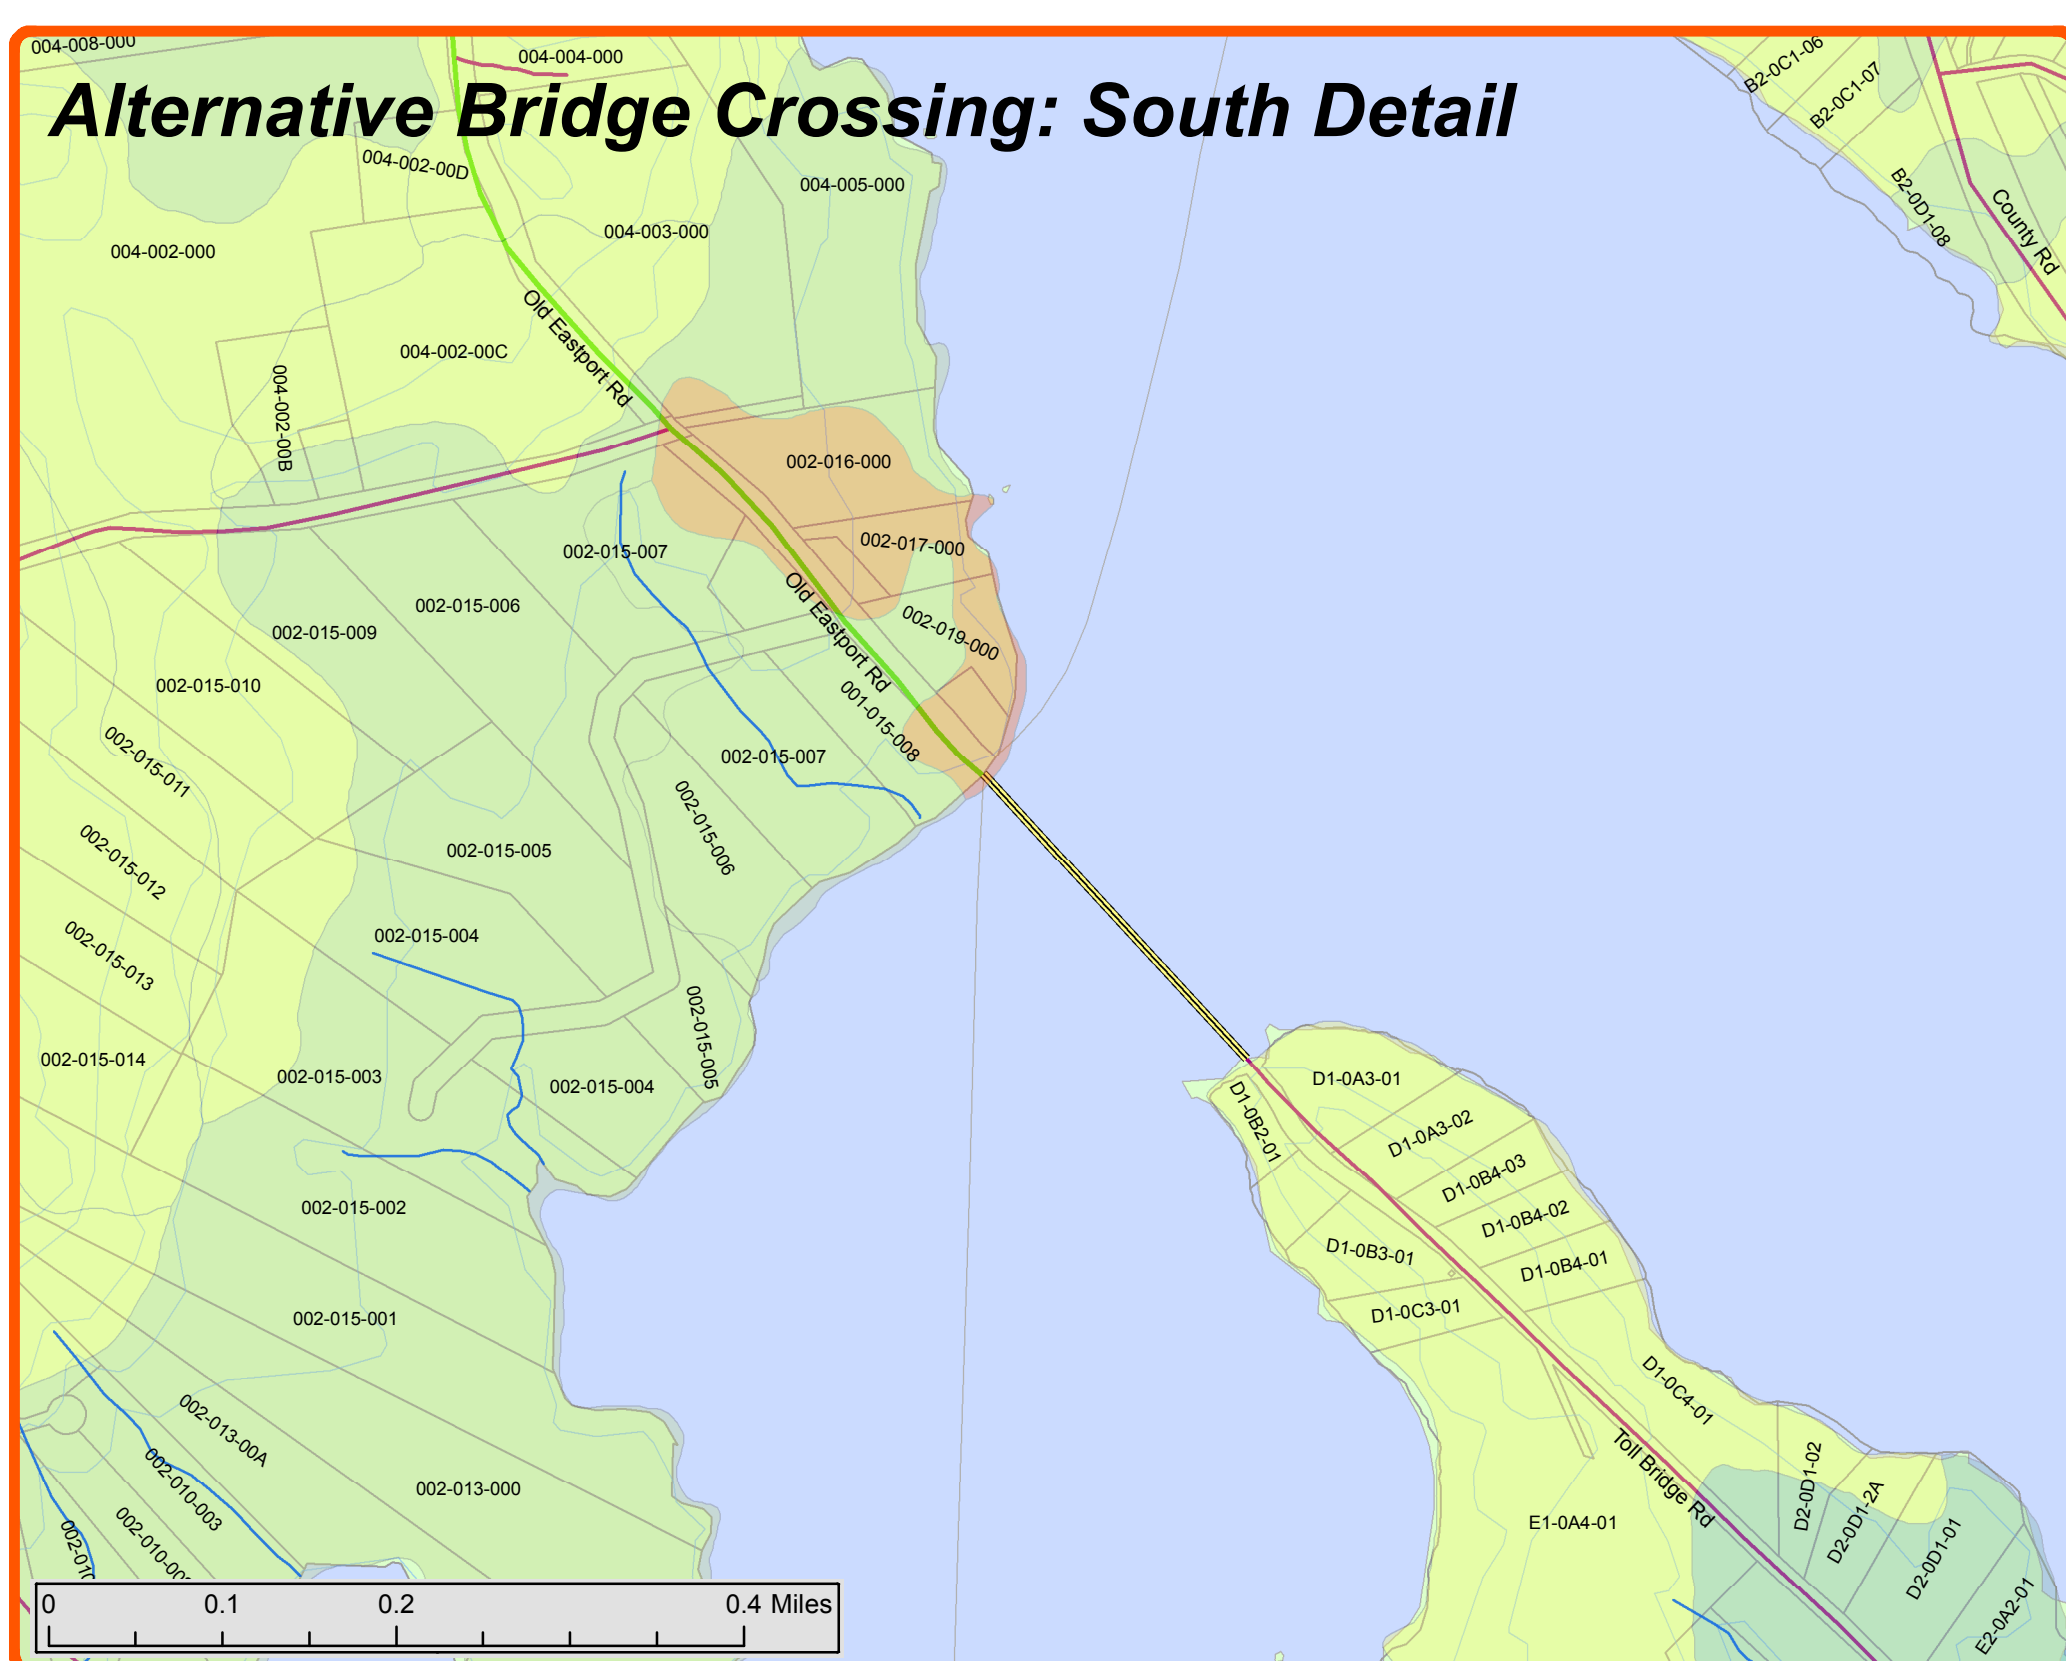 004-008-000
004-004-000
B2-0C1-06
B2-0C1-07
Alternative Bridge Crossing: South Detail
004-002-00D
004-005-000
B2-0D1-08
County Rd
004-003-000
004-002-000
Old Eastport Rd
004-002-00C
004-002-00B
002-016-000
002-017-000
002-015-007
002-015-006
002-015-009
Old Eastport Rd
002-019-000
002-015-010
001-015-008
002-015-011
002-015-007
002-015-006
002-015-005
002-015-012
002-015-004
002-015-013
002-015-005
002-015-014
002-015-003
002-015-004
D1-0A3-01
D1-0B2-01
D1-0A3-02
D1-0B4-03
002-015-002
D1-0B4-02
D1-0B3-01
D1-0B4-01
D1-0C3-01
002-015-001
D1-0C4-01
002-013-00A
Toll Bridge Rd
D2-0D1-02
D2-0D1-2A
002-010-003
002-013-000
E1-0A4-01
D2-0D1-01
E2-0A2-01
0 0.1 0.2 0.4 Miles